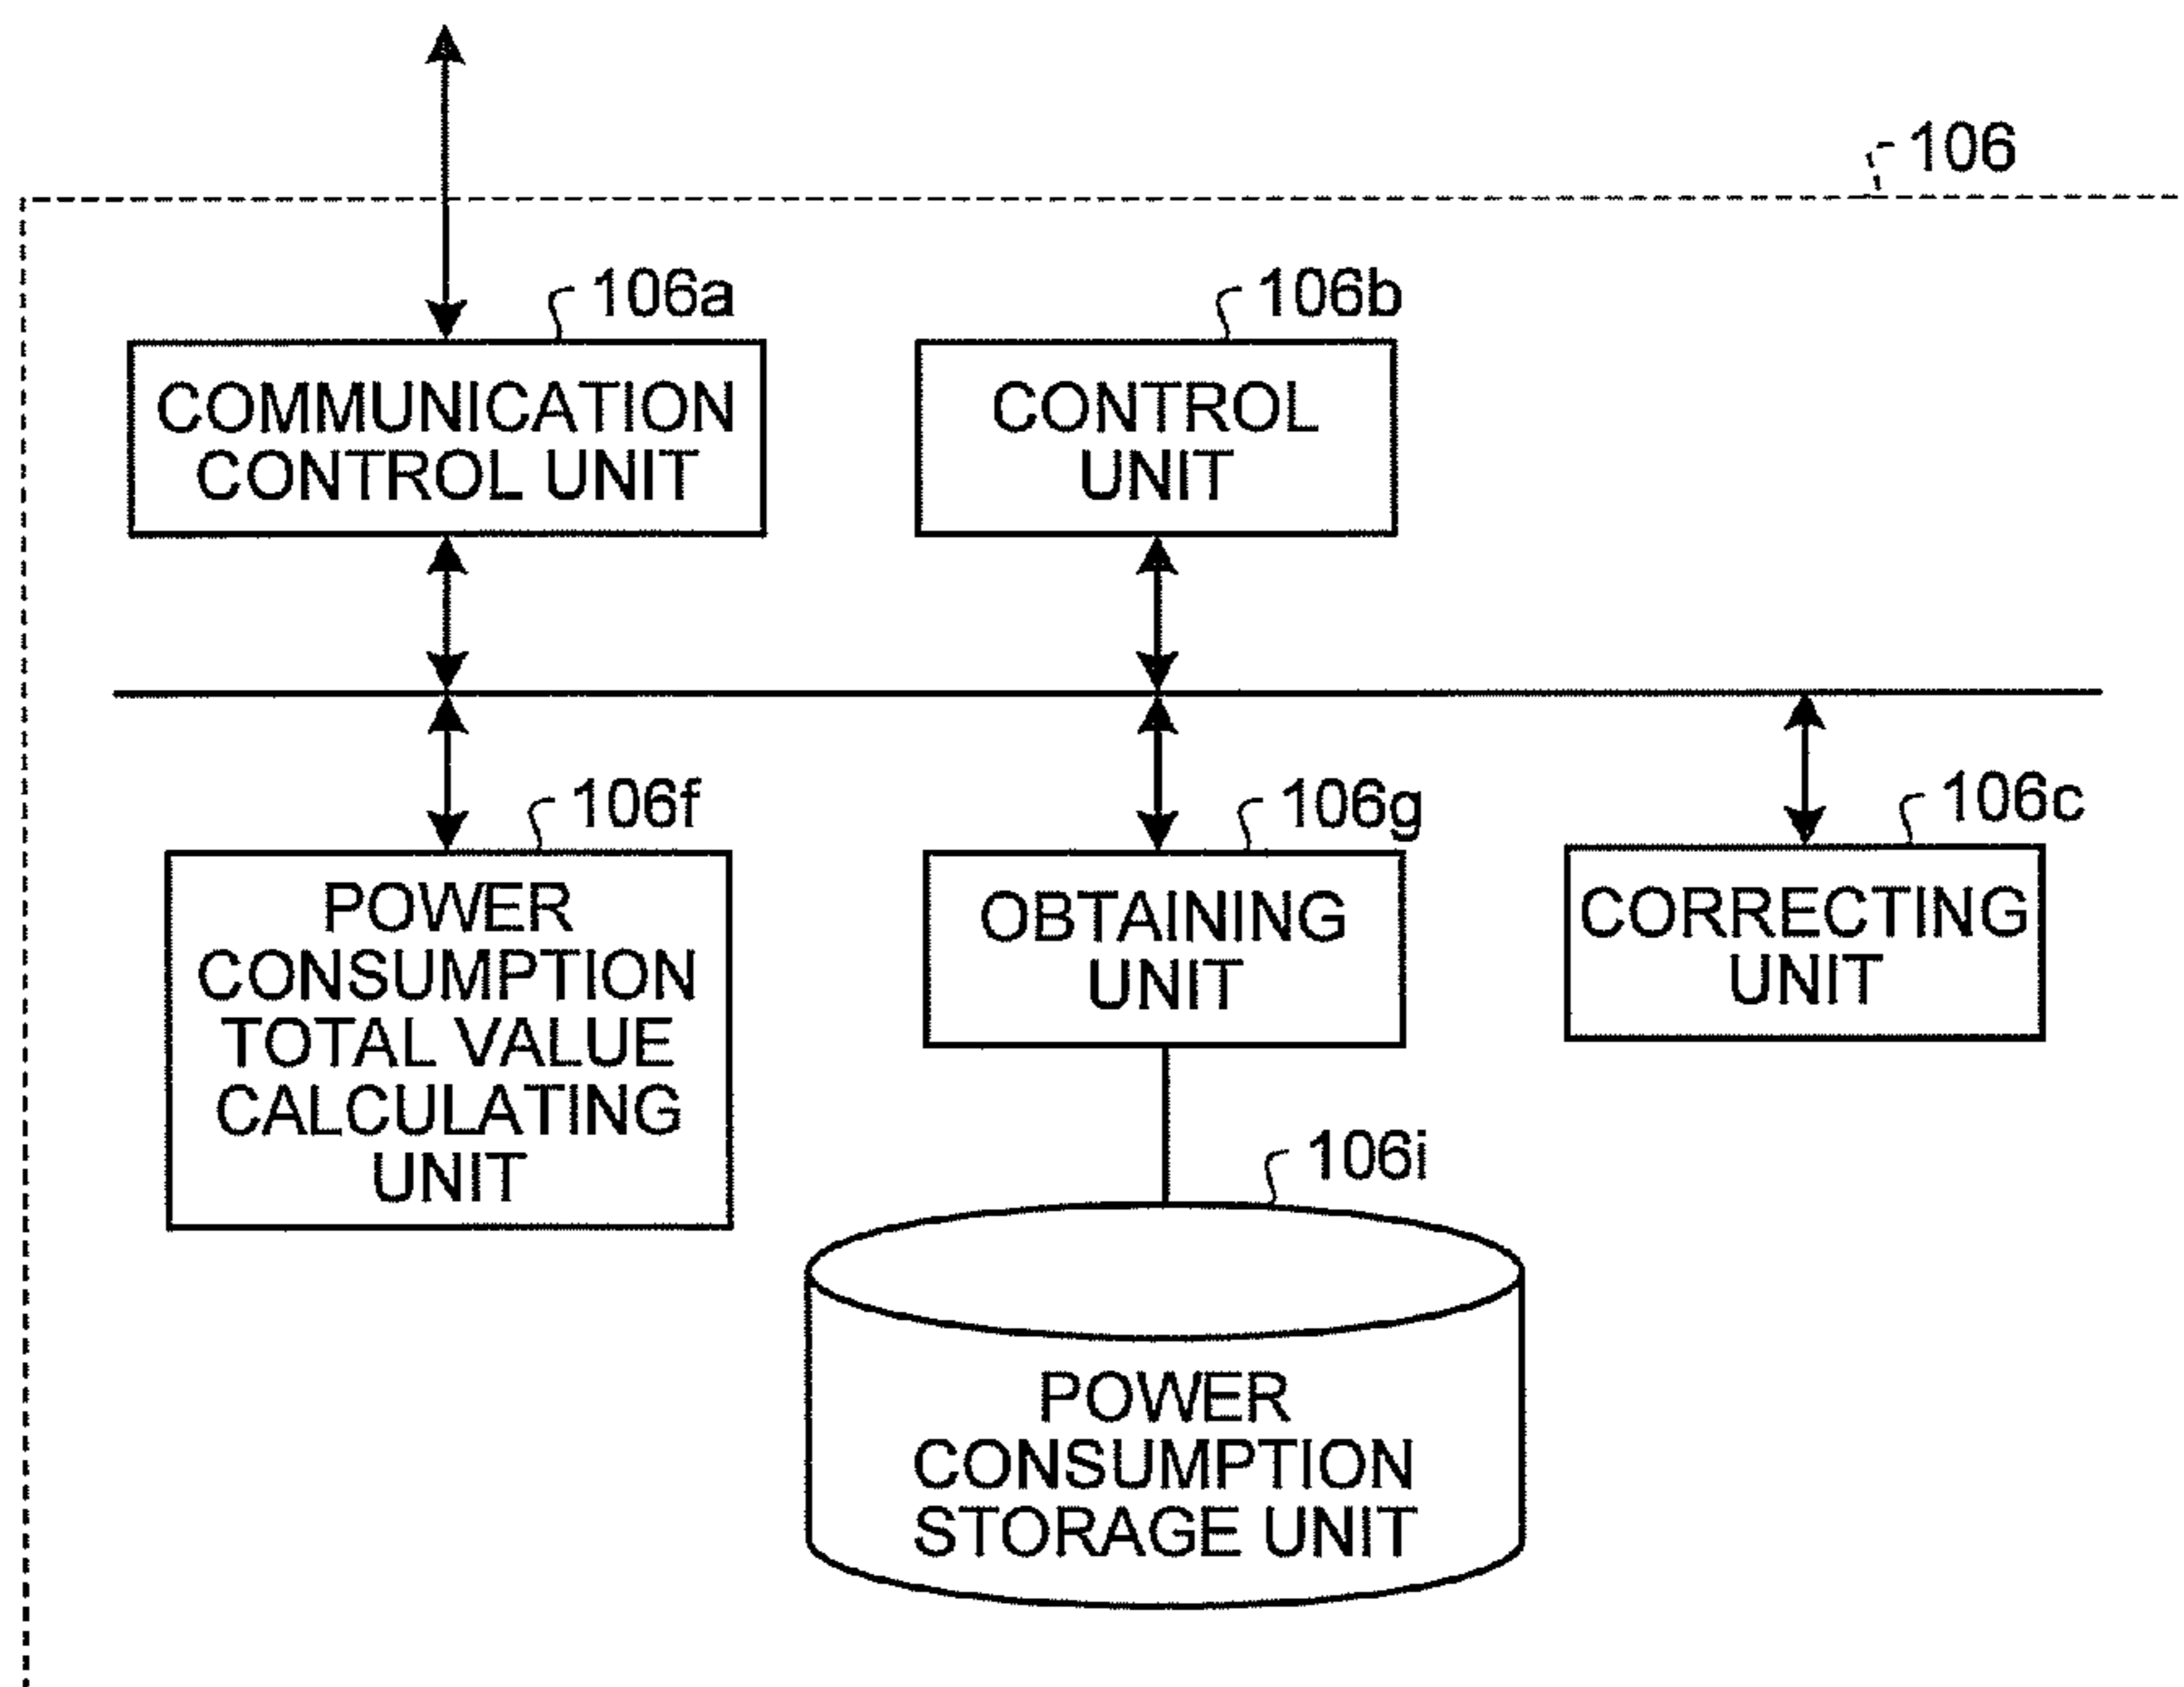 106
106a
COMMUNICATION
CONTROL UNIT
106b
CONTROL
UNIT
106f
POWER
CONSUMPTION
TOTAL VALUE
CALCULATING
UNIT
106g
OBTAINING
UNIT
106c
CORRECTING
UNIT
106i
POWER
CONSUMPTION
STORAGE UNIT